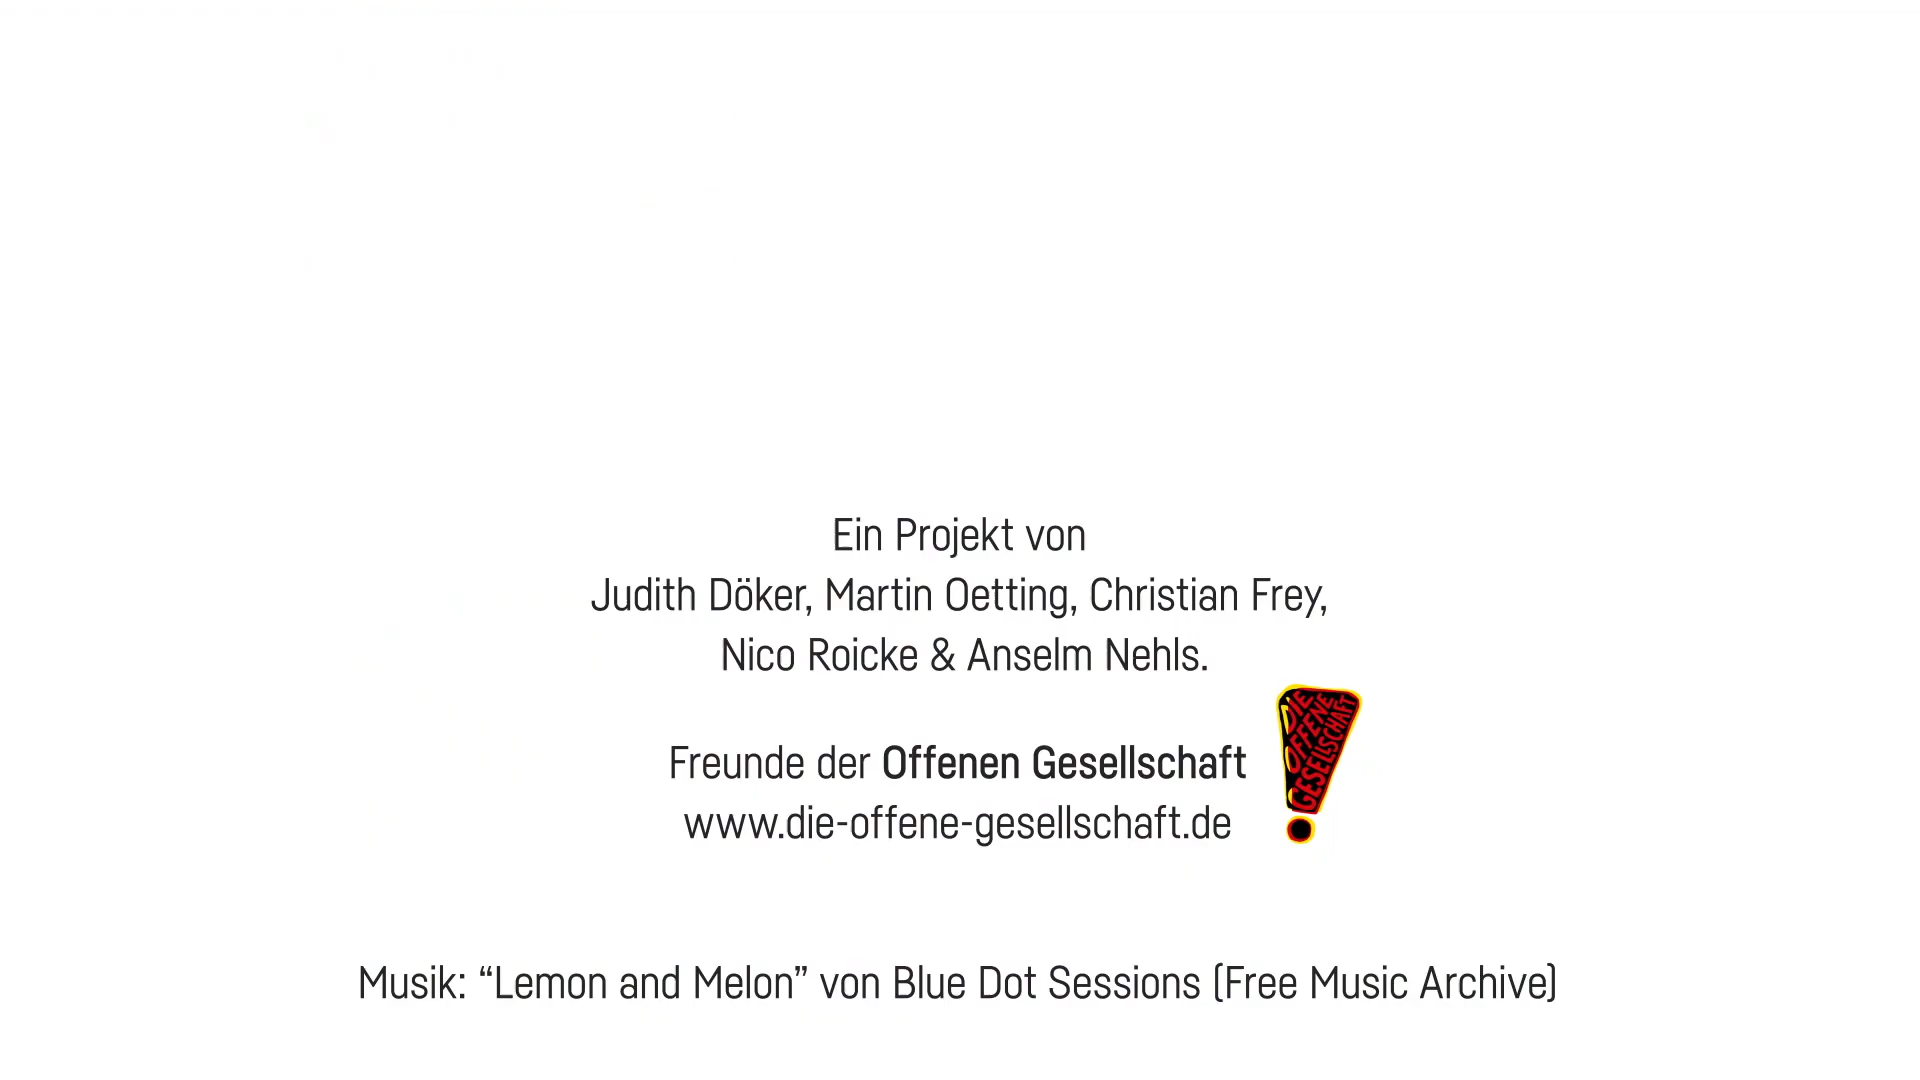 Ein Projekt von
Judith Döker, Martin Oetting, Christian Frey,
Nico Roicke & Anselm Nehls.
Freunde der Offenen Gesellschaft
www.die-offene-gesellschaft.de
DIE
OFFENE
GESELLSCHAFT
Musik: “Lemon and Melon” von Blue Dot Sessions (Free Music Archive)